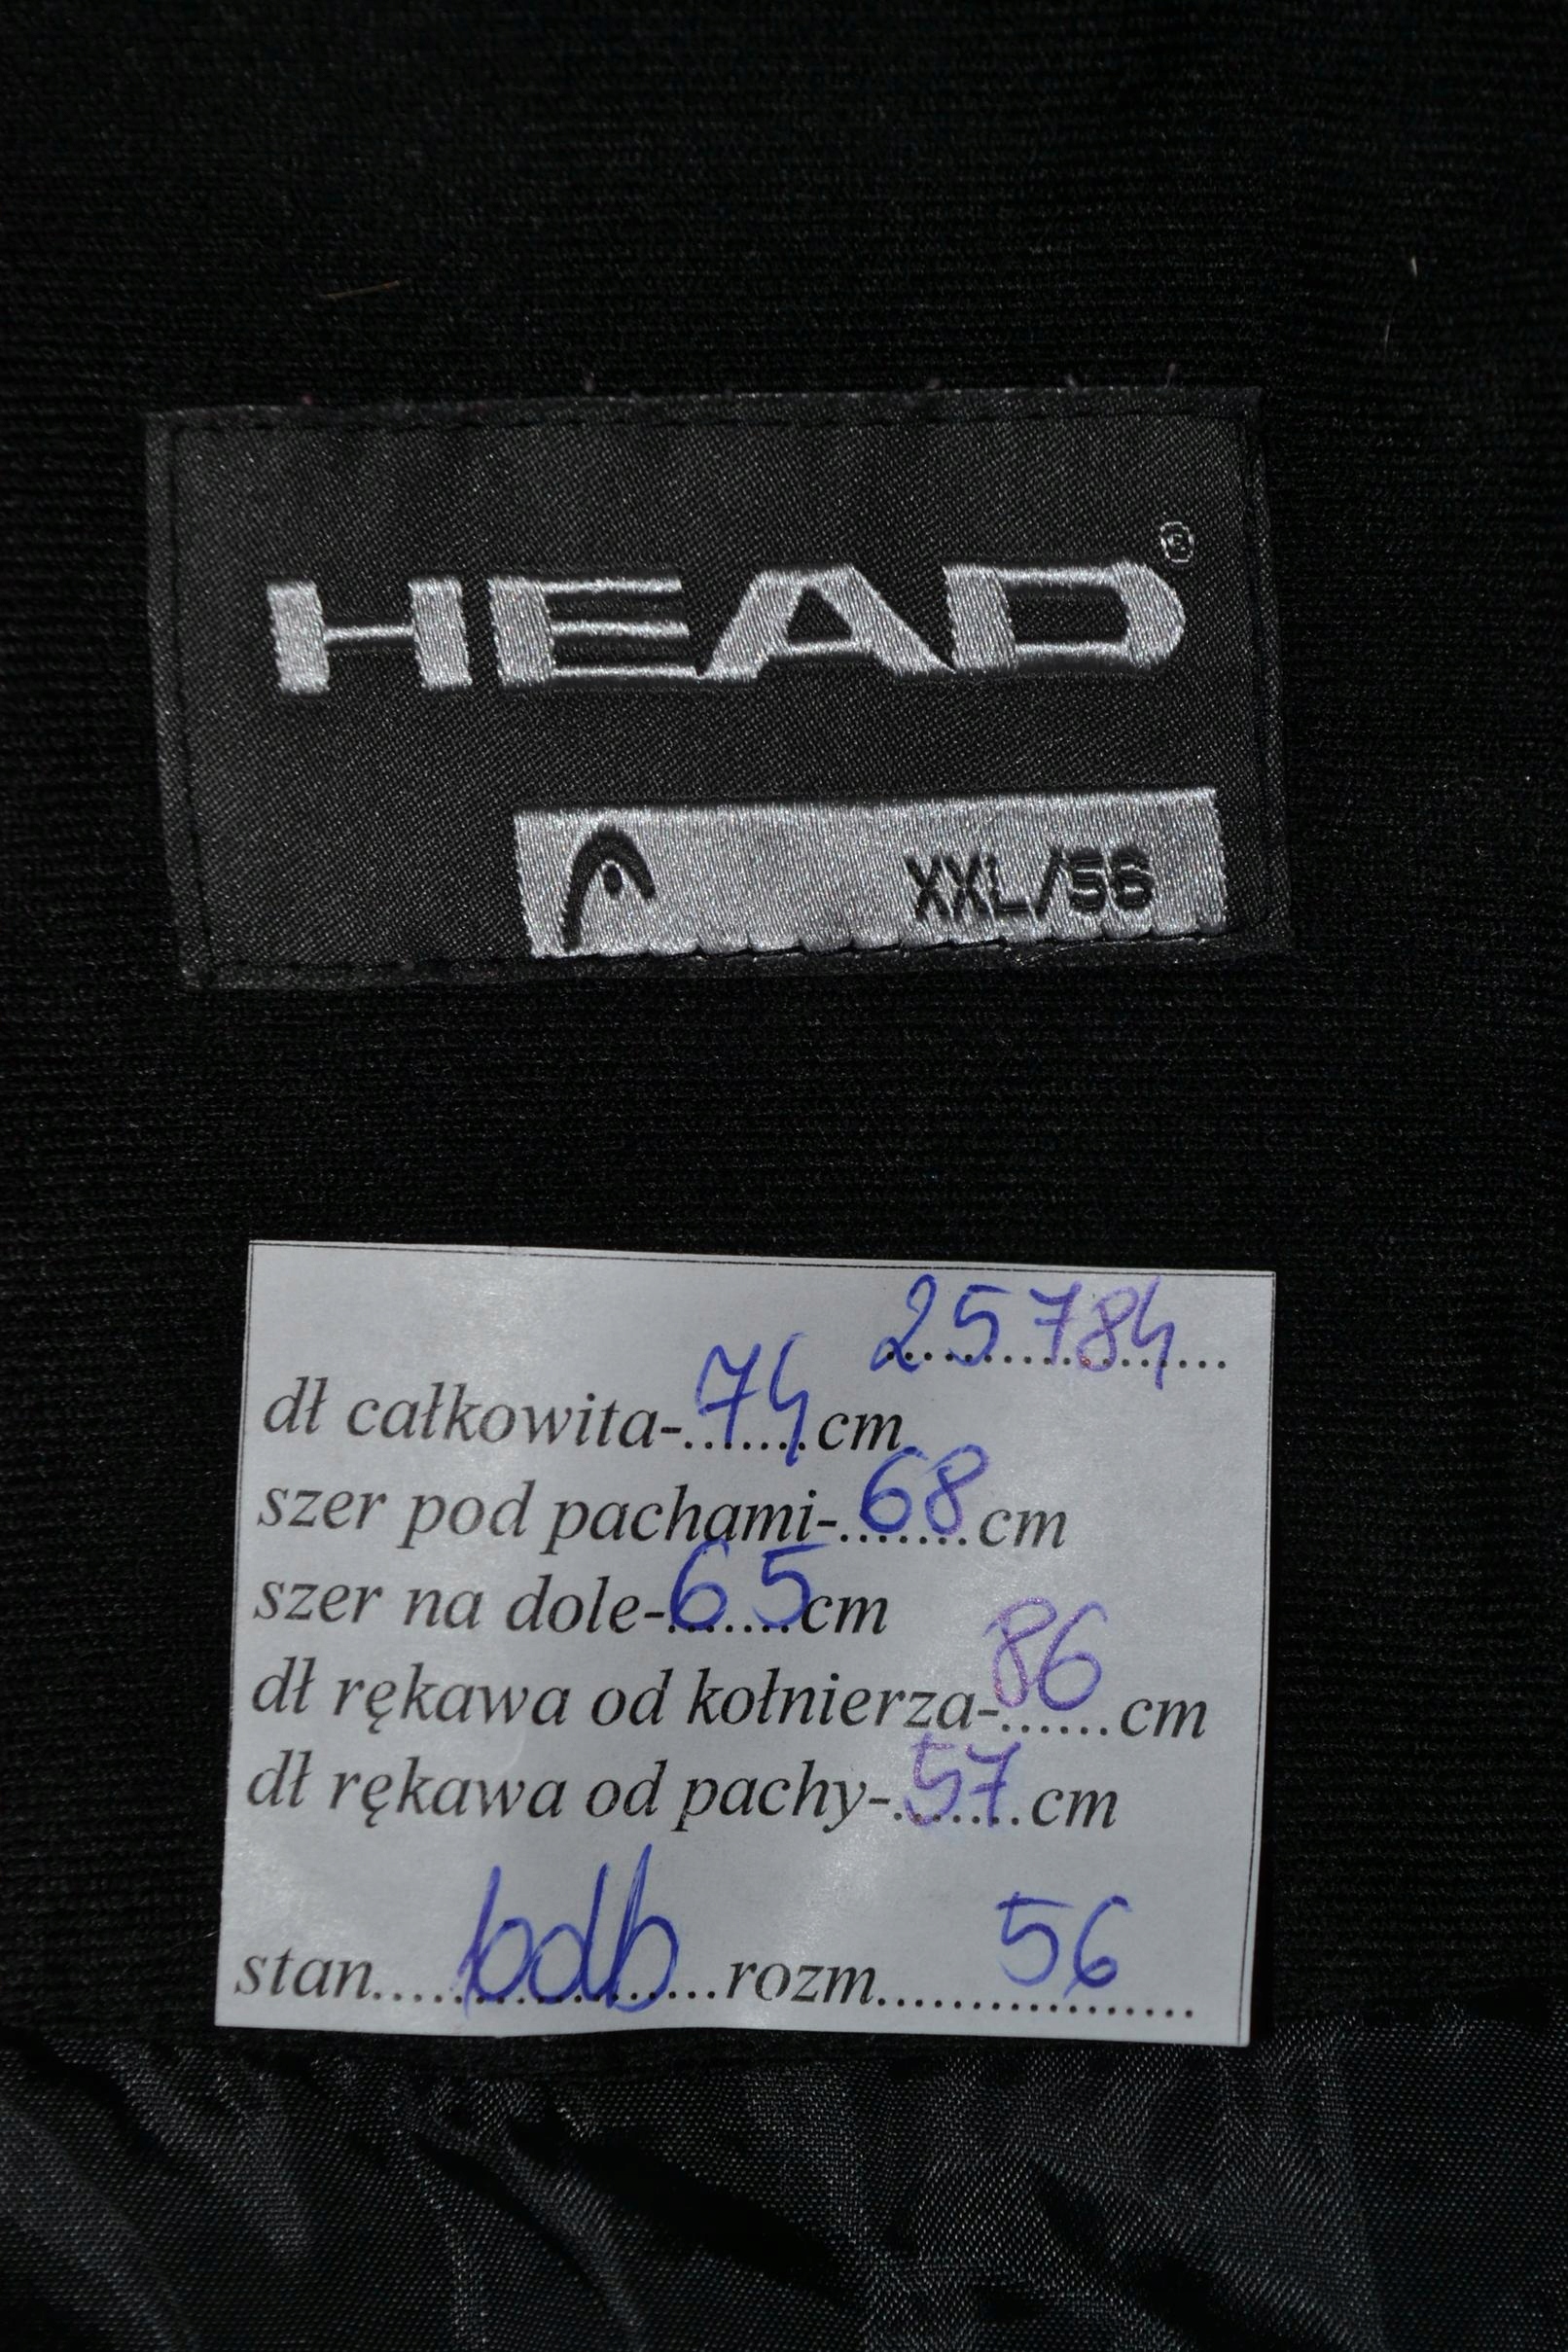 HEAD®
XXL/56
25784
dł całkowita-74cm
szer pod pachami-68cm
szer na dole-65cm
dł rękawa od kołnierza-86cm
dł rękawa od pachy-57cm
stan....bdb...rozm....56